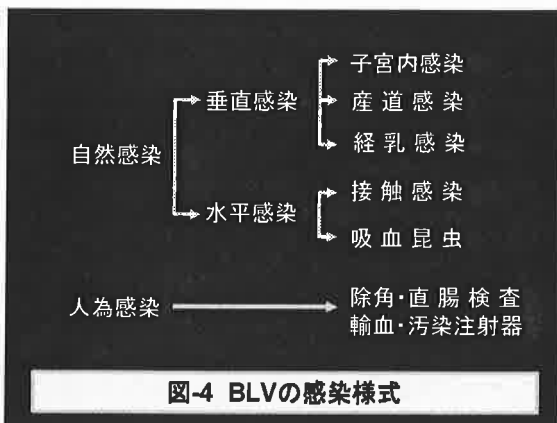 子宮内感染
垂直感染
産道感染
経乳感染
自然感染
接触感染
水平感染
吸血昆虫
人為感染
除角・直腸検査
輸血・汚染注射器
図-4 BLVの感染様式